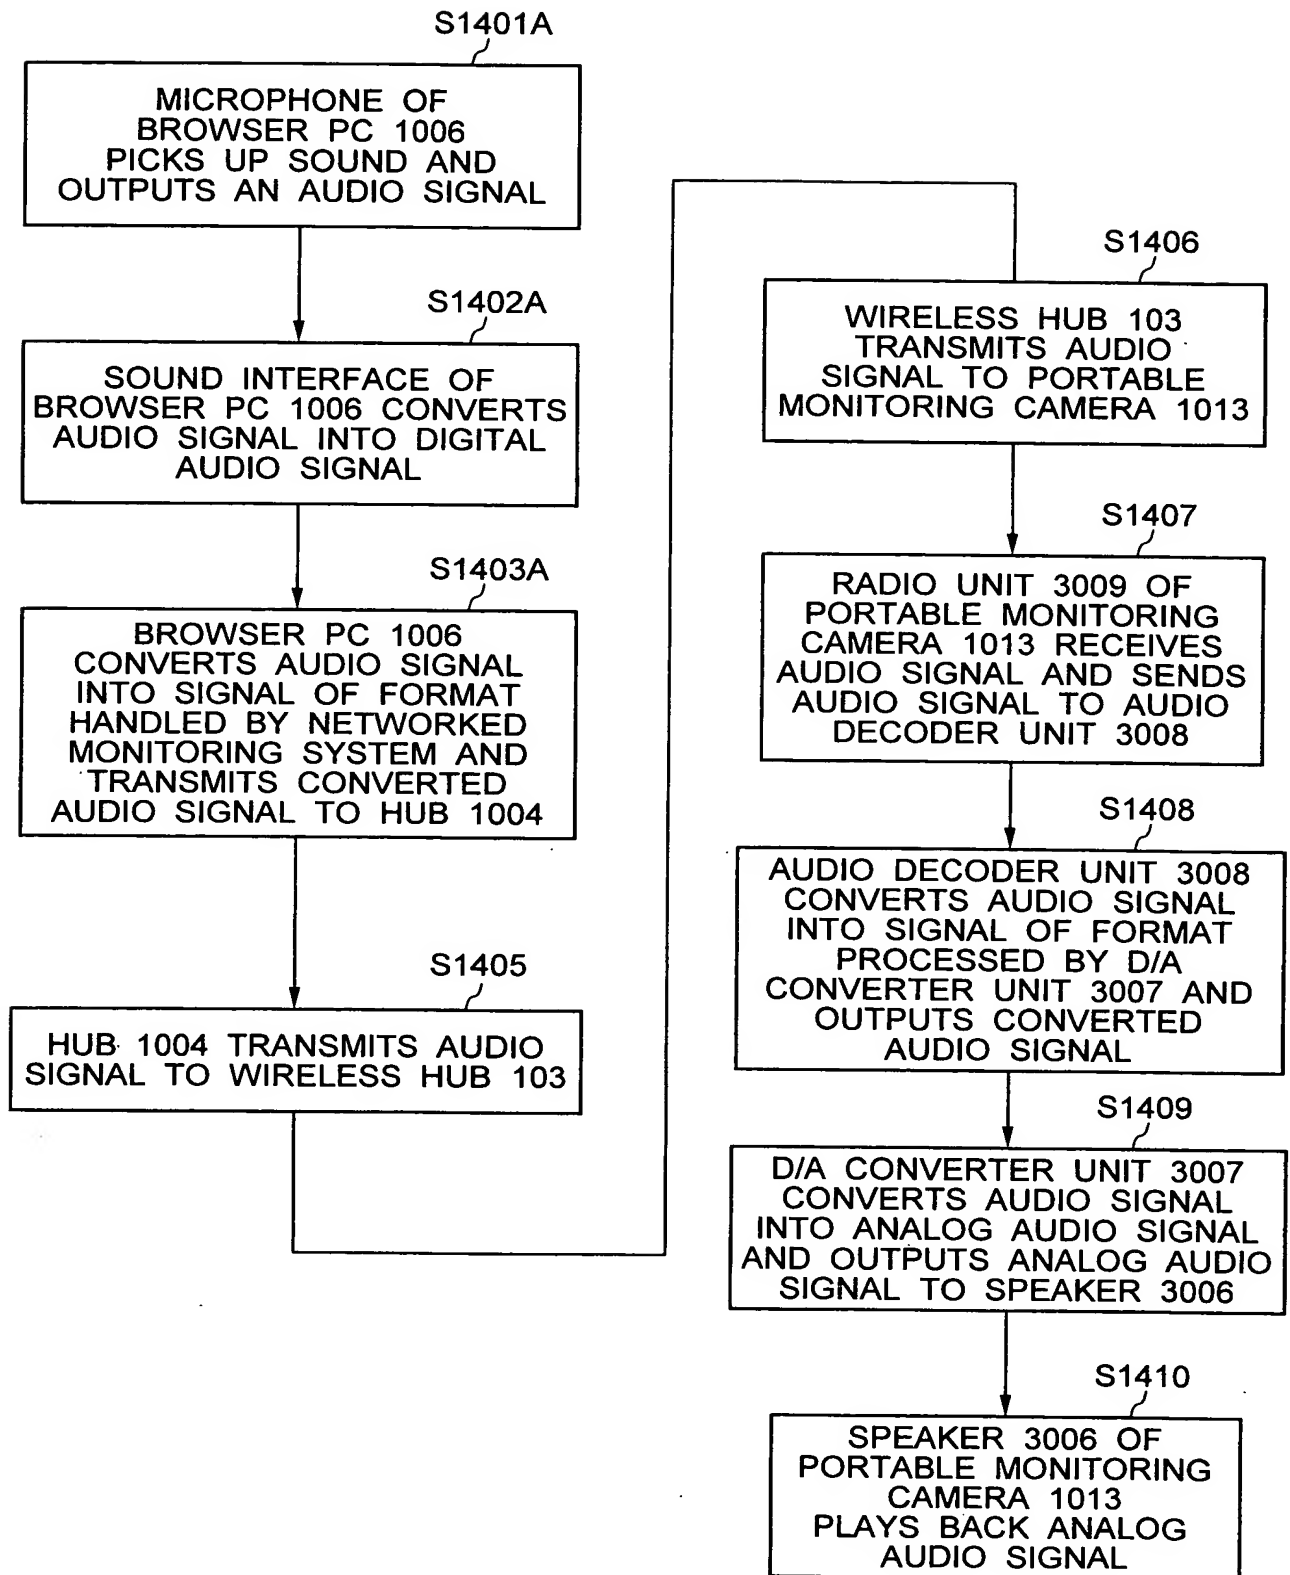 S1401A
MICROPHONE OF
BROWSER PC 1006
PICKS UP SOUND AND
OUTPUTS AN AUDIO SIGNAL
S1402A
SOUND INTERFACE OF
BROWSER PC 1006 CONVERTS
AUDIO SIGNAL INTO DIGITAL
AUDIO SIGNAL
S1403A
BROWSER PC 1006
CONVERTS AUDIO SIGNAL
INTO SIGNAL OF FORMAT
HANDLED BY NETWORKED
MONITORING SYSTEM AND
TRANSMITS CONVERTED
AUDIO SIGNAL TO HUB 1004
S1405
HUB 1004 TRANSMITS AUDIO
SIGNAL TO WIRELESS HUB 103
S1406
WIRELESS HUB 103
TRANSMITS AUDIO
SIGNAL TO PORTABLE
MONITORING CAMERA 1013
S1407
RADIO UNIT 3009 OF
PORTABLE MONITORING
CAMERA 1013 RECEIVES
AUDIO SIGNAL AND SENDS
AUDIO SIGNAL TO AUDIO
DECODER UNIT 3008
S1408
AUDIO DECODER UNIT 3008
CONVERTS AUDIO SIGNAL
INTO SIGNAL OF FORMAT
PROCESSED BY D/A
CONVERTER UNIT 3007 AND
OUTPUTS CONVERTED
AUDIO SIGNAL
S1409
D/A CONVERTER UNIT 3007
CONVERTS AUDIO SIGNAL
INTO ANALOG AUDIO SIGNAL
AND OUTPUTS ANALOG AUDIO
SIGNAL TO SPEAKER 3006
S1410
SPEAKER 3006 OF
PORTABLE MONITORING
CAMERA 1013
PLAYS BACK ANALOG
AUDIO SIGNAL